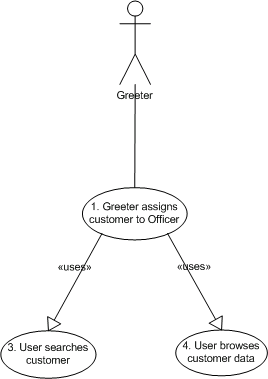 Greeter
1. Greeter assigns
customer to Officer
«uses»
«uses»
3. User searches
customer
4. User browses
customer data